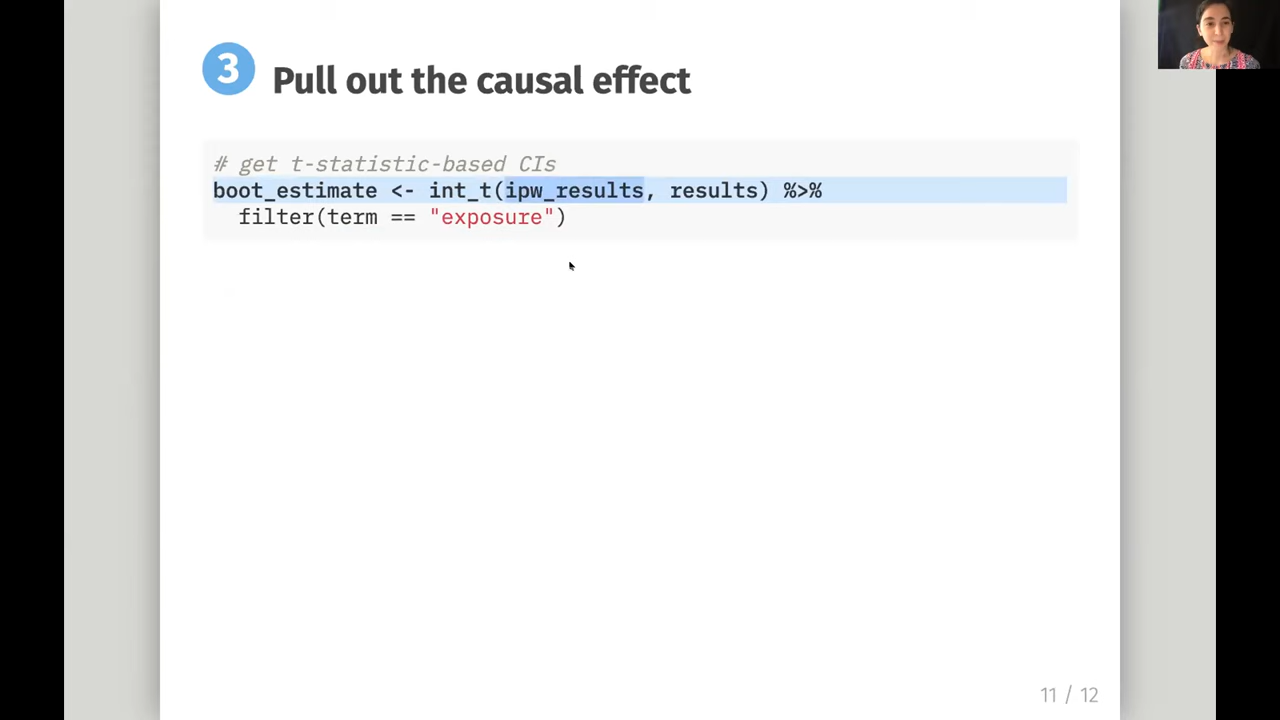 3
Pull out the causal effect
# get t-statistic-based CIs
boot_estimate <- int_t(ipw_results, results) %>%
  filter(term == "exposure")
11 / 12